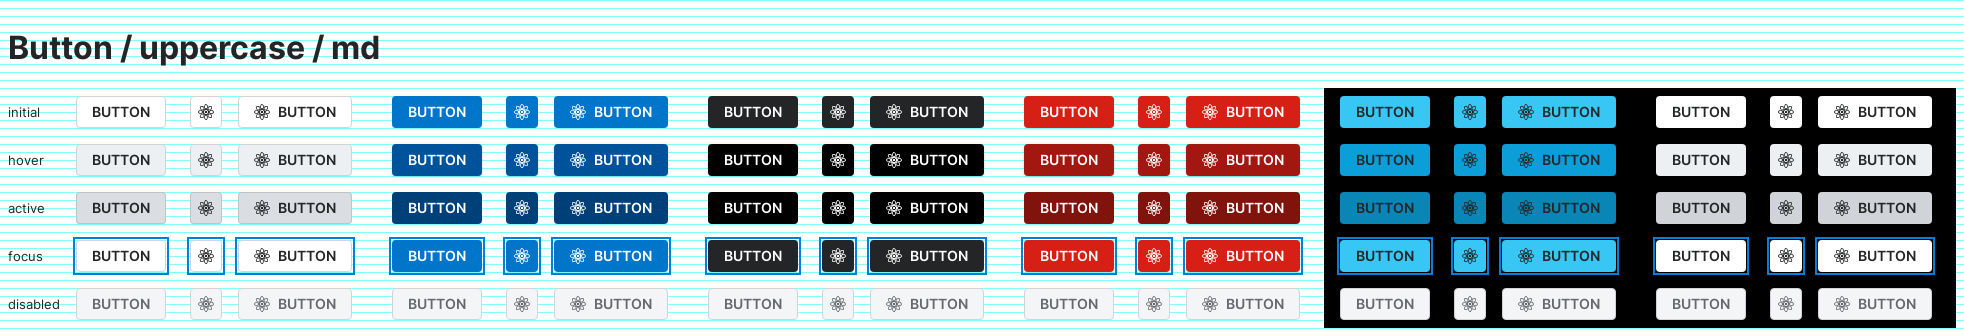 Button / uppercase / md
initial BUTTON BUTTON BUTTON BUTTON BUTTON BUTTON BUTTON BUTTON BUTTON BUTTON BUTTON BUTTON
hover BUTTON BUTTON BUTTON BUTTON BUTTON BUTTON BUTTON BUTTON BUTTON BUTTON BUTTON BUTTON
active BUTTON BUTTON BUTTON BUTTON BUTTON BUTTON BUTTON BUTTON BUTTON BUTTON BUTTON BUTTON
focus BUTTON BUTTON BUTTON BUTTON BUTTON BUTTON BUTTON BUTTON BUTTON BUTTON BUTTON BUTTON
disabled BUTTON BUTTON BUTTON BUTTON BUTTON BUTTON BUTTON BUTTON BUTTON BUTTON BUTTON BUTTON